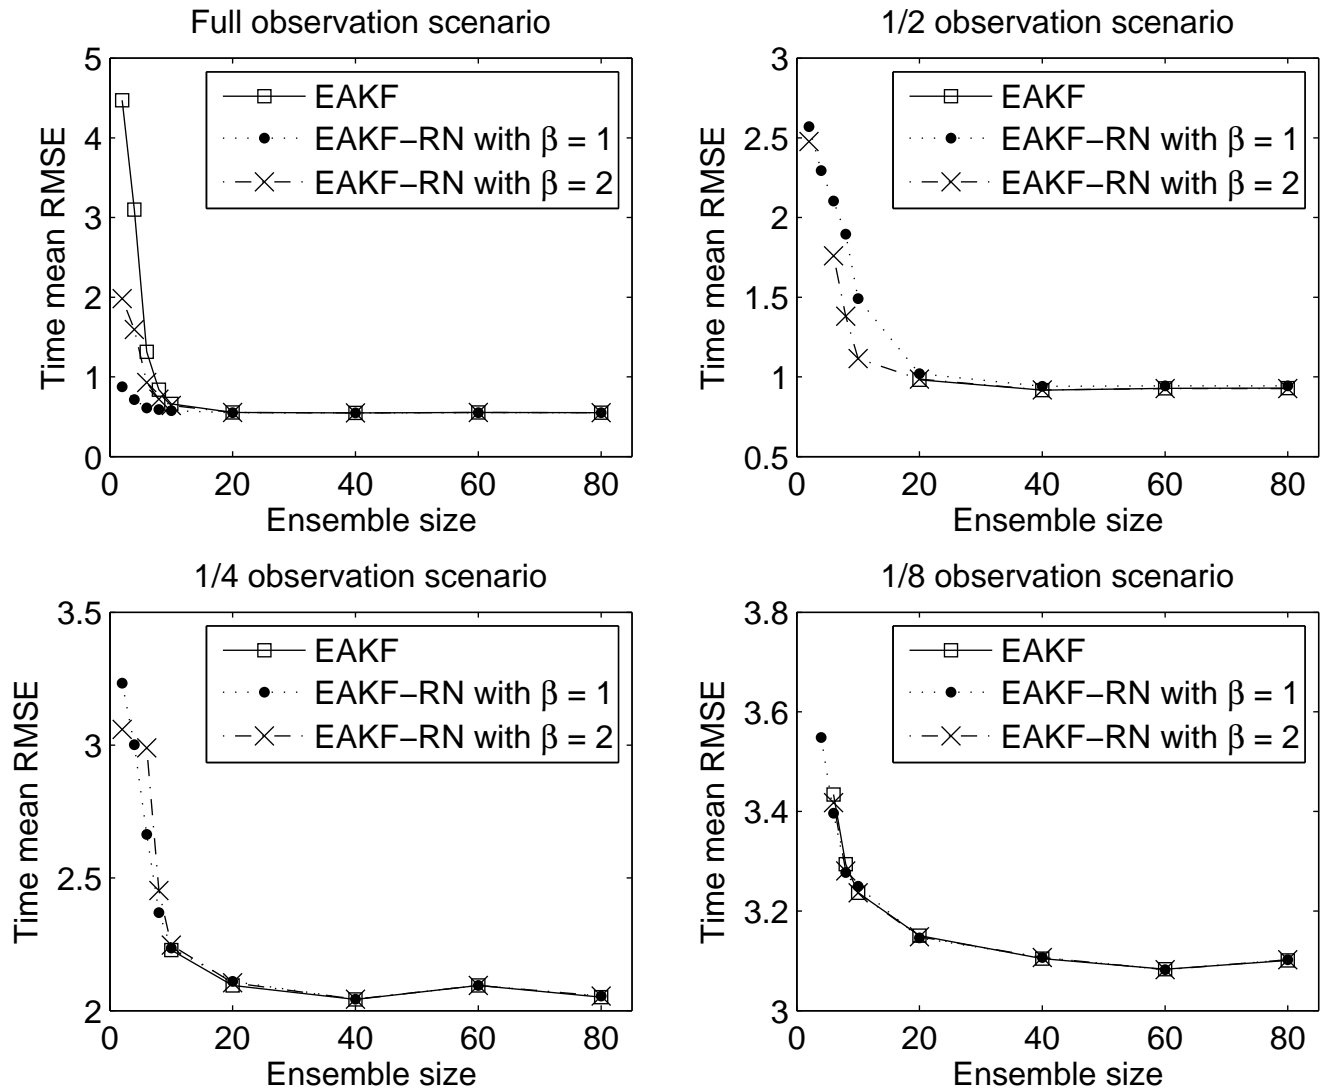 Full observation scenario
5
4
3
2
1
0
Time mean RMSE
EAKF
EAKF−RN with β = 1
EAKF−RN with β = 2
0 20 40 60 80
Ensemble size
1/2 observation scenario
3
2.5
2
1.5
1
0.5
Time mean RMSE
EAKF
EAKF−RN with β = 1
EAKF−RN with β = 2
0 20 40 60 80
Ensemble size
1/4 observation scenario
3.5
3
2.5
2
Time mean RMSE
EAKF
EAKF−RN with β = 1
EAKF−RN with β = 2
0 20 40 60 80
Ensemble size
1/8 observation scenario
3.8
3.6
3.4
3.2
3
Time mean RMSE
EAKF
EAKF−RN with β = 1
EAKF−RN with β = 2
0 20 40 60 80
Ensemble size